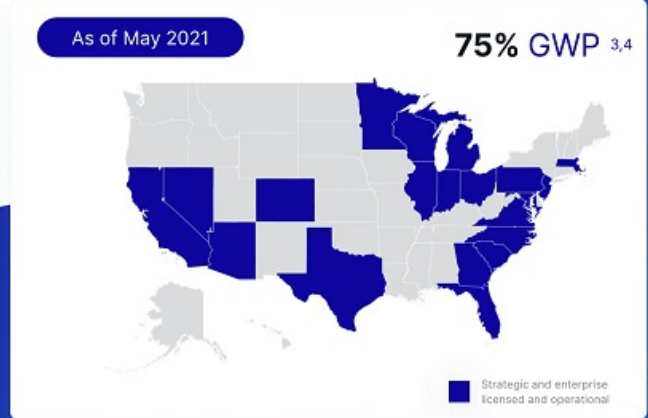 As of May 2021
75% GWP 3,4
Strategic and enterprise
licensed and operational